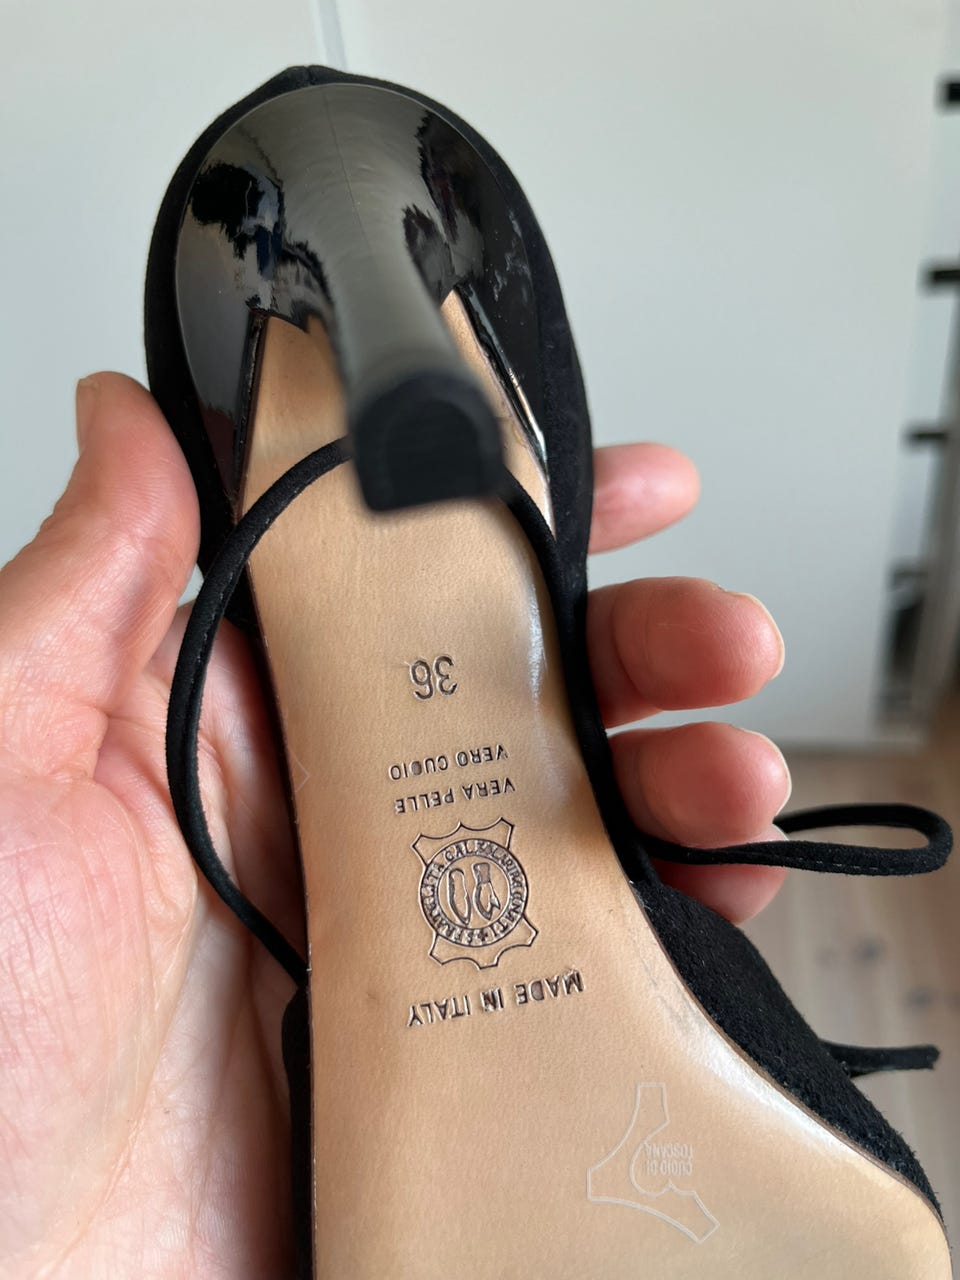 CUOIO DI
TOSCANA
MADE IN ITALY
VERA PELLE
VERO CUOIO
36